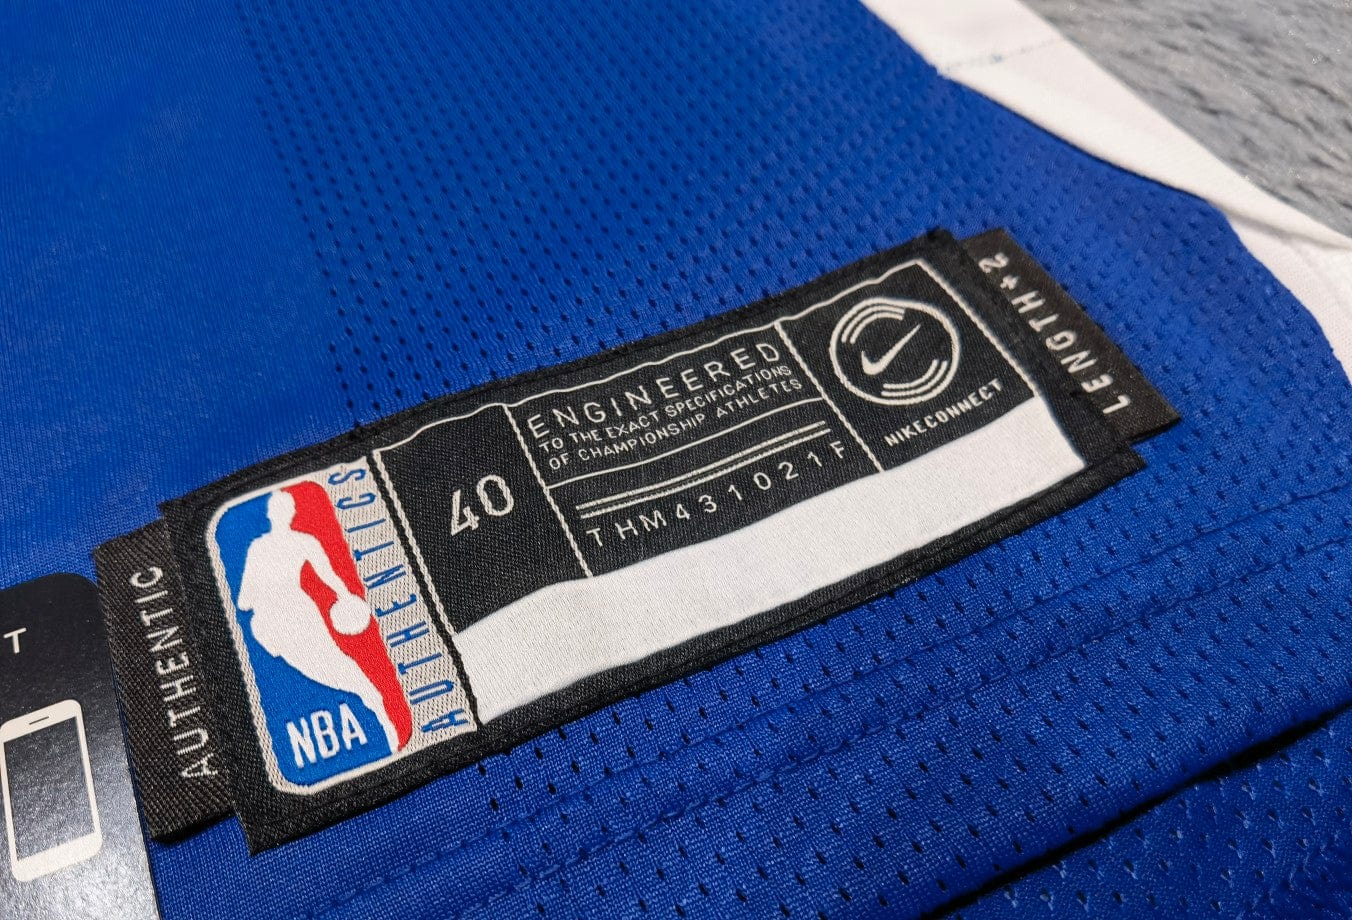 T
AUTHENTIC
NBA
AUTHENTICS
40
ENGINEERED
TO THE EXACT SPECIFICATIONS
OF CHAMPIONSHIP ATHLETES
THM431021F
NIKECONNECT
LENGTH+2